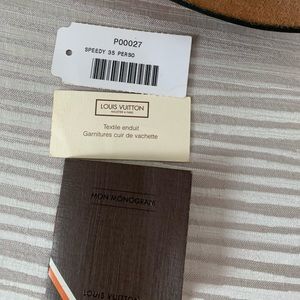 P00027
SPEEDY 35 PERSO
LOUIS VUITTON
Textile enduit
Garnitures cuir de vachette
MON MONOGRAM
LOUIS VUITTON